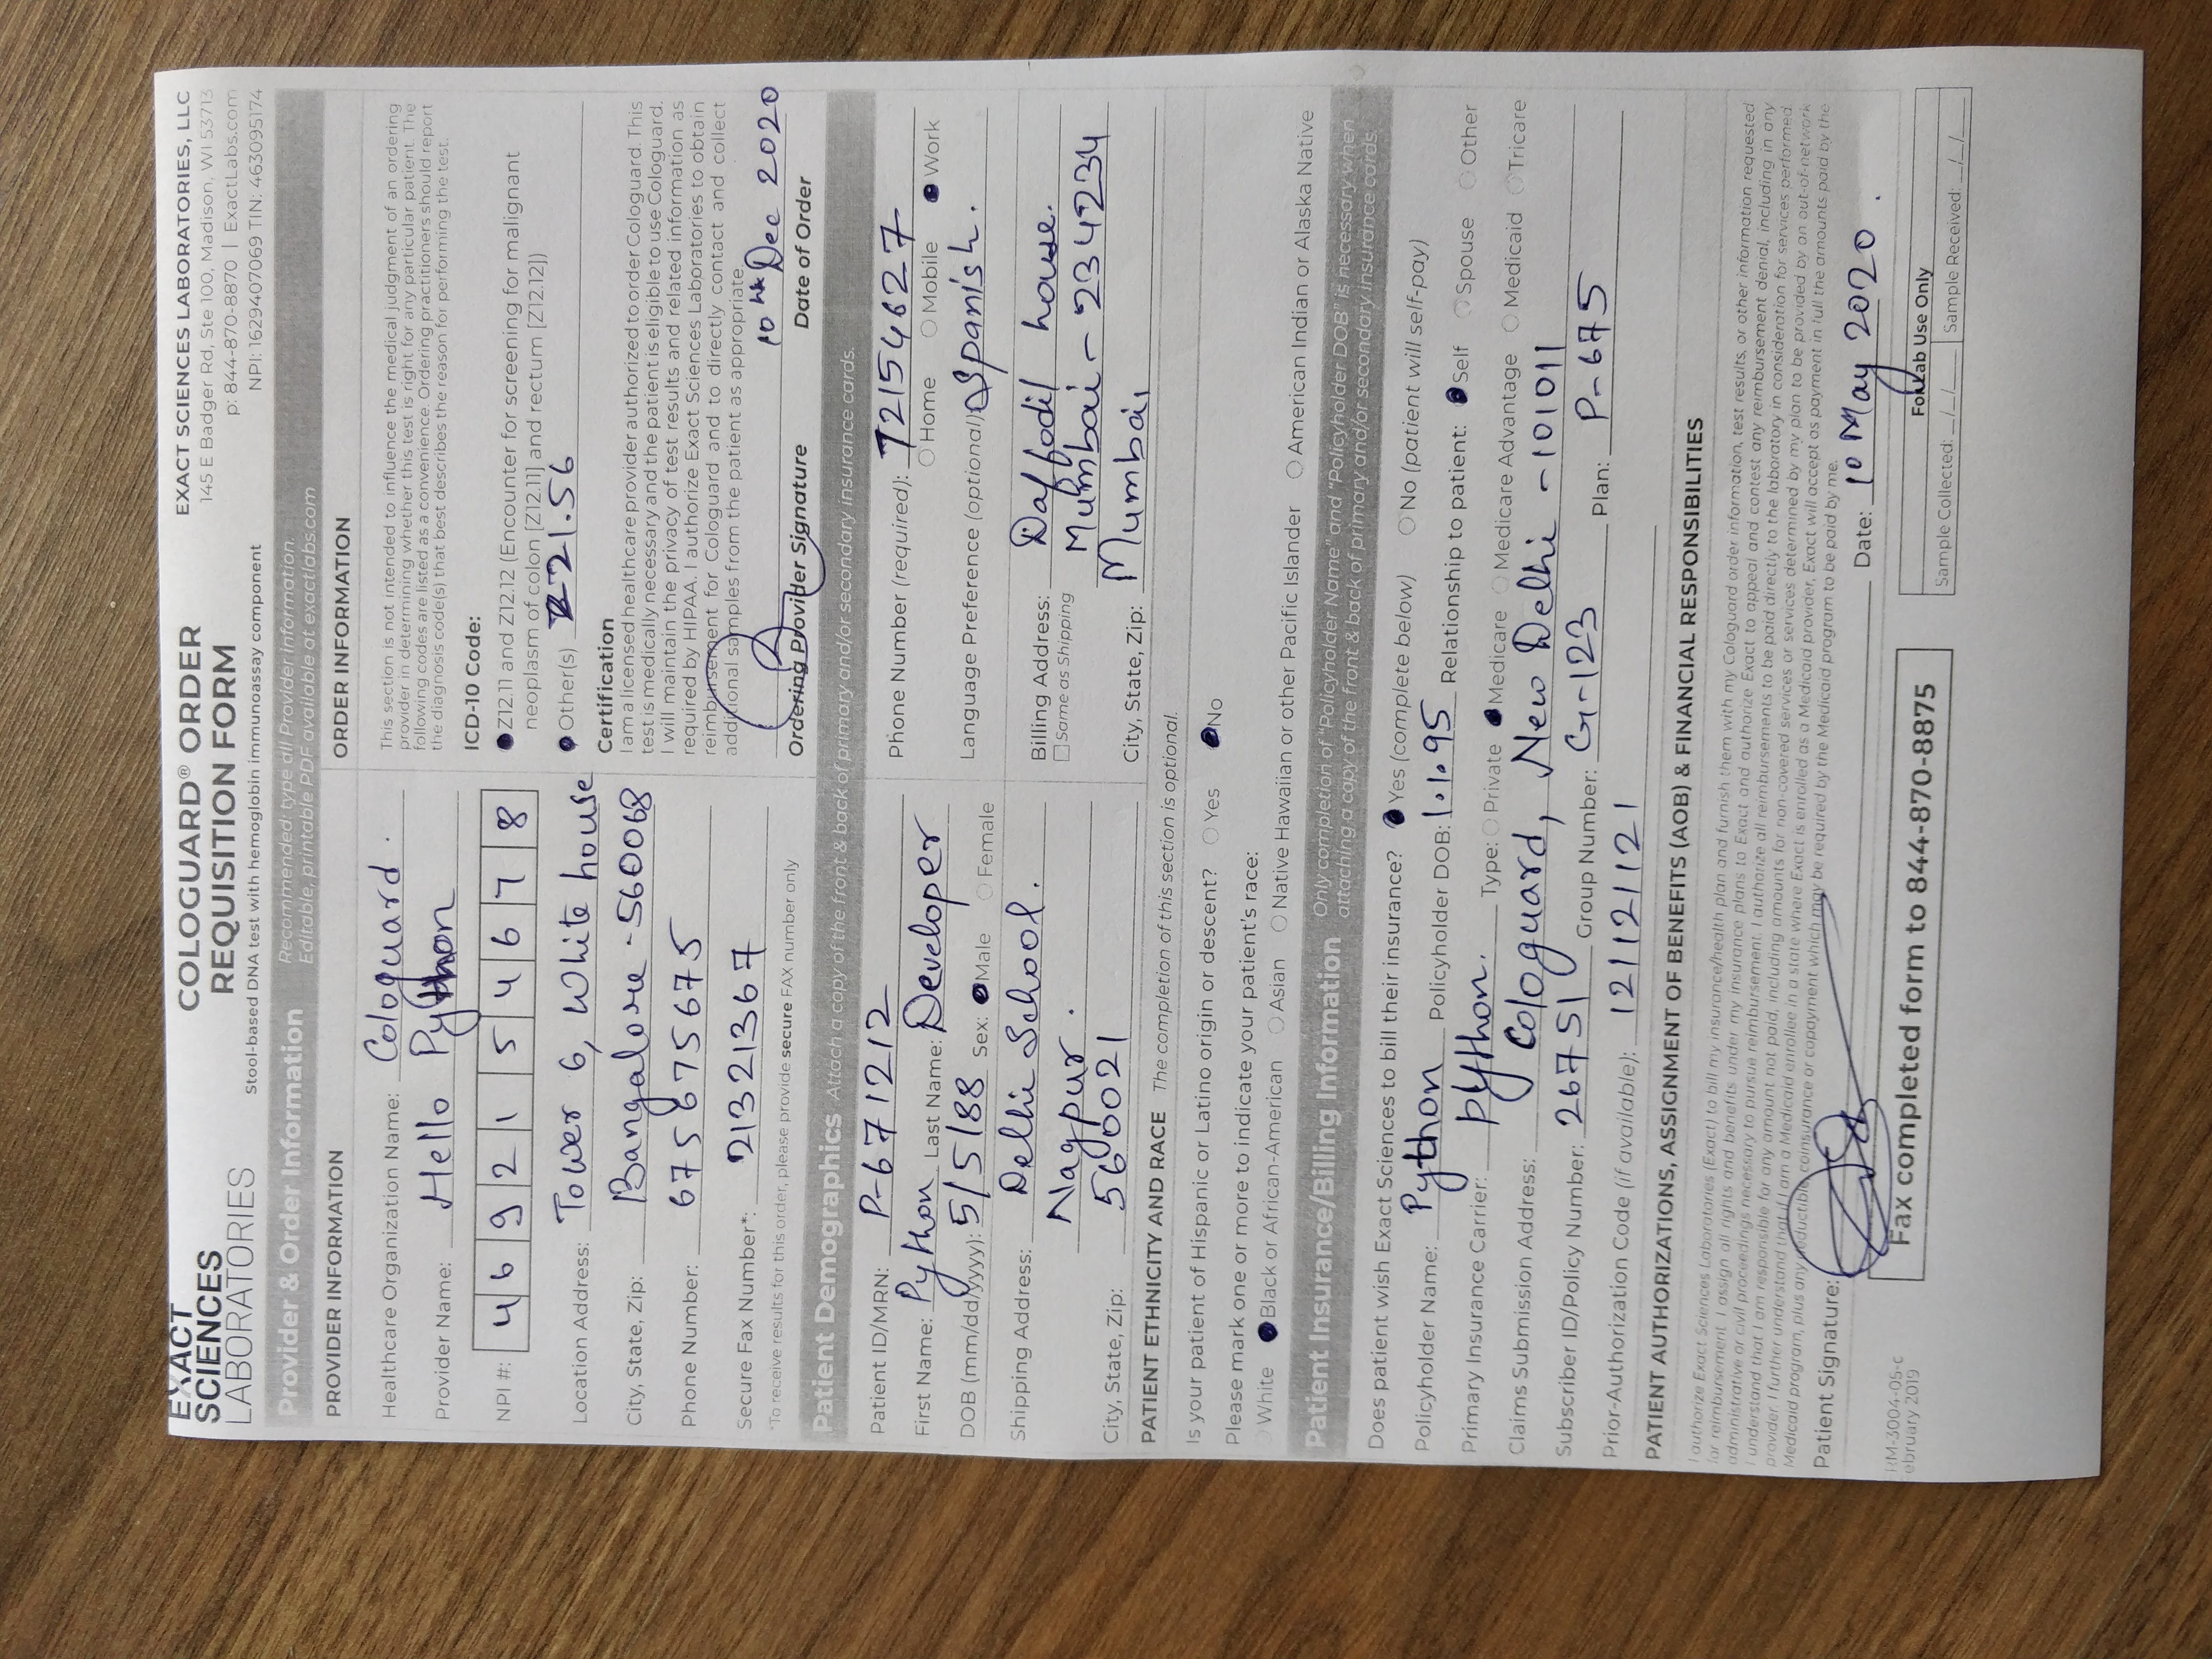 EXACT
SCIENCES
LABORATORIES
COLOGUARD® ORDER
REQUISITION FORM
Stool-based DNA test with hemoglobin immunoassay component
EXACT SCIENCES LABORATORIES, LLC
145 E Badger Rd, Ste 100, Madison, WI 53713
p: 844-870-8870 | ExactLabs.com
NPI: 1629407069 TIN: 463095174
Provider & Order Information
Recommended: type all Provider information.
Editable, printable PDF available at exactlabs.com
PROVIDER INFORMATION
Healthcare Organization Name: Cologuard.
Provider Name: Hello Python
NPI #: 4 6 9 2 1 5 4 6 7 8
Location Address: Tower 6, White house
City, State, Zip: Bangalore - 560068
Phone Number: 6756756 75
Secure Fax Number*: 21321367
*To receive results for this order, please provide secure FAX number only
ORDER INFORMATION
This section is not intended to influence the medical judgment of an ordering
provider in determining whether this test is right for any particular patient. The
following codes are listed as a convenience. Ordering practitioners should report
the diagnosis code(s) that best describes the reason for performing the test.
ICD-10 Code:
Z12.11 and Z12.12 (Encounter for screening for malignant
neoplasm of colon [Z12.11] and rectum [Z12.12])
Other(s) Z21.56
Certification
I am a licensed healthcare provider authorized to order Cologuard. This
test is medically necessary and the patient is eligible to use Cologuard.
I will maintain the privacy of test results and related information as
required by HIPAA. I authorize Exact Sciences Laboratories to obtain
reimbursement for Cologuard and to directly contact and collect
additional samples from the patient as appropriate.
10th Dec 2020
Ordering Provider Signature Date of Order
Patient Demographics Attach a copy of the front & back of primary and/or secondary insurance cards.
Patient ID/MRN: P-671212
First Name: Python Last Name: Developer
DOB (mm/dd/yyyy): 5/5/88 Sex: Male Female
Shipping Address: Delhi School.
Nagpur.
City, State, Zip: 560021
Phone Number (required): 72154627
Home Mobile Work
Language Preference (optional) Spanish.
Billing Address: Daffodil house.
Same as Shipping Mumbai - 234234
City, State, Zip: Mumbai
PATIENT ETHNICITY AND RACE The completion of this section is optional.
Is your patient of Hispanic or Latino origin or descent? Yes No
Please mark one or more to indicate your patient's race:
White Black or African-American Asian Native Hawaiian or other Pacific Islander American Indian or Alaska Native
Patient Insurance/Billing Information
Only completion of "Policyholder Name" and "Policyholder DOB" is necessary when
attaching a copy of the front & back of primary and/or secondary insurance cards.
Does patient wish Exact Sciences to bill their insurance? Yes (complete below) No (patient will self-pay)
Policyholder Name: Python Policyholder DOB: 1.1.95 Relationship to patient: Self Spouse Other
Primary Insurance Carrier: python. Type: Private Medicare Medicare Advantage Medicaid Tricare
Claims Submission Address: Cologuard, New Delhi - 101011
Subscriber ID/Policy Number: 26751 Group Number: G-123 Plan: P-675
Prior-Authorization Code (if available): 121121121
PATIENT AUTHORIZATIONS, ASSIGNMENT OF BENEFITS (AOB) & FINANCIAL RESPONSIBILITIES
I authorize Exact Sciences Laboratories (Exact) to bill my insurance/health plan and furnish them with my Cologuard order information, test results, or other information requested
for reimbursement. I assign all rights and benefits under my insurance plans to Exact and authorize Exact to appeal and contest any reimbursement denial, including in any
administrative or civil proceedings necessary to pursue reimbursement. I authorize all reimbursements to be paid directly to the laboratory in consideration for services performed.
I understand that I am responsible for any amount not paid, including amounts for non-covered services or services determined by my plan to be provided by an out-of-network
provider. I further understand that if I am a Medicaid enrollee in a state where Exact is enrolled as a Medicaid provider, Exact will accept as payment in full the amounts paid by the
Medicaid program, plus any deductible, coinsurance or copayment which may be required by the Medicaid program to be paid by me.
Patient Signature: Date: 10 May 2020.
Fax completed form to 844-870-8875
For Lab Use Only
Sample Collected: _/_/_ Sample Received: _/_/_
RM-3004-05-c
ebruary 2019